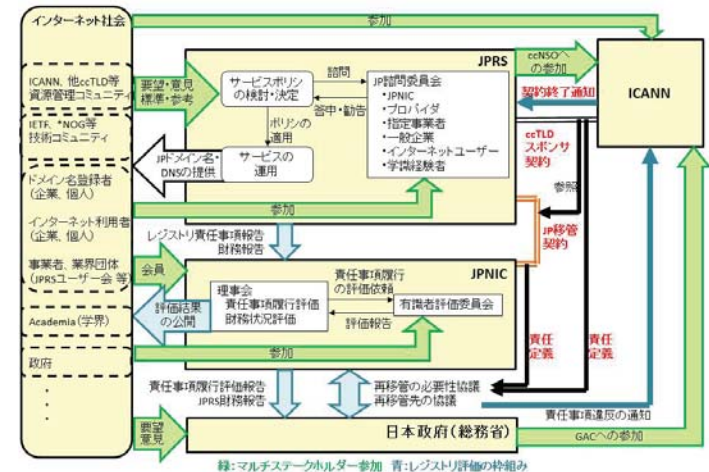 インターネット社会
ICANN、他ccTLD等
資源管理コミュニティ
IETF、*NOG等
技術コミュニティ
ドメイン名登録者
(企業、個人)
インターネット利用者
(企業、個人)
事業者、業界団体
(JPRSユーザー会 等)
Academia(学界)
政府
・
・
・
参加
要望・意見
標準・参考
JPRS
サービスポリシ
の検討・決定
諮問
答申・勧告
JP諮問委員会
・JPNIC
・プロバイダ
・指定事業者
・一般企業
・インターネットユーザー
・学識経験者
ポリシの
適用
サービスの
運用
JPドメイン名・
DNSの提供
参加
ccNSOへ
の参加
ICANN
契約終了通知
ccTLD
スポンサ
契約
参照
JP移管
契約
レジストリ責任事項報告
財務報告
会員
JPNIC
理事会
責任事項履行評価
財務状況評価
責任事項履行
の評価依頼
評価報告
有識者評価委員会
評価結果
の公開
参加
責任
定義
責任
定義
責任事項履行評価報告
JPRS財務報告
再移管の必要性協議
再移管先の協議
責任事項違反の通知
要望
意見
日本政府(総務省)
GACへの参加
緑:マルチステークホルダー参加 青:レジストリ評価の枠組み